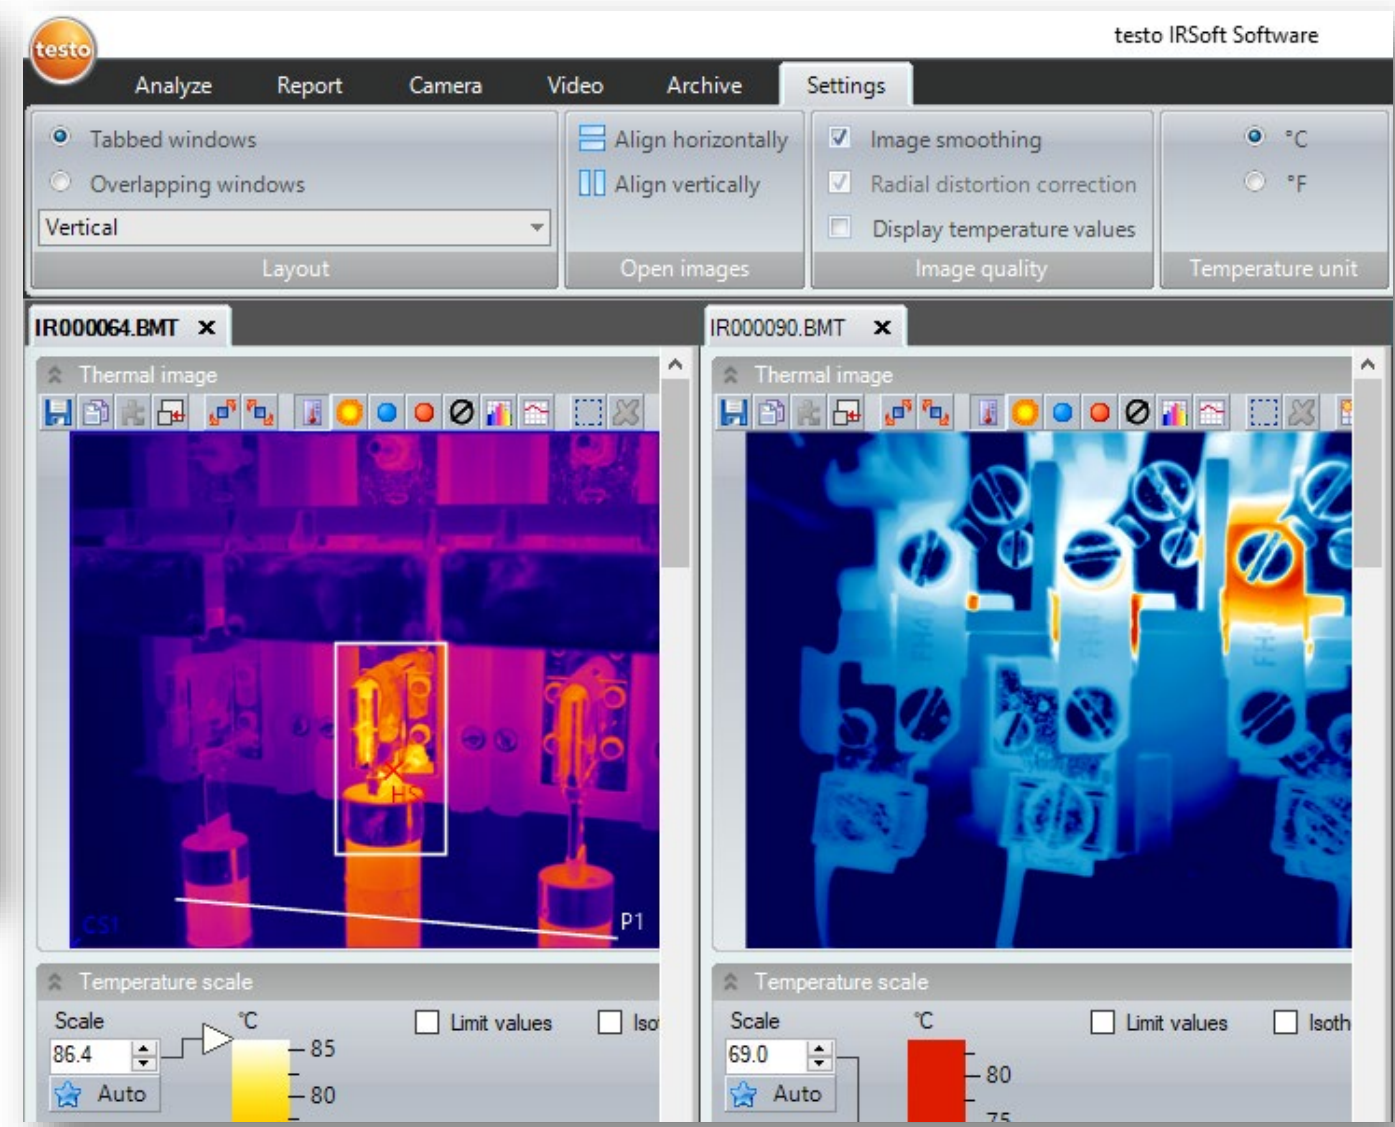 testo
testo IRSoft Software
Analyze Report Camera Video Archive Settings
Tabbed windows
Overlapping windows
Vertical
Layout
Align horizontally
Align vertically
Open images
Image smoothing
Radial distortion correction
Display temperature values
Image quality
°C
°F
Temperature unit
IR000064.BMT
Thermal image
HS
CS1
P1
Temperature scale
Scale °C Limit values Iso
86.4
Auto
85
80
IR000090.BMT
Thermal image
Temperature scale
Scale °C Limit values Isoth
69.0
Auto
80
75